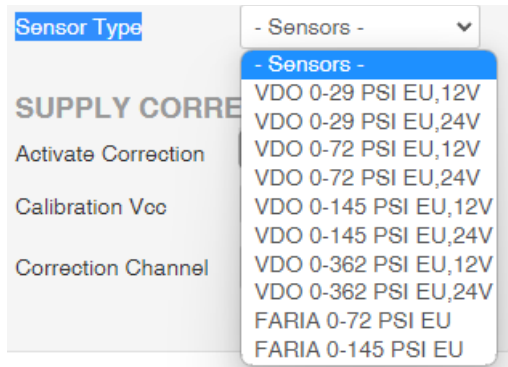 Sensor Type
- Sensors -
- Sensors -
VDO 0-29 PSI EU,12V
SUPPLY CORRE
VDO 0-29 PSI EU,24V
Activate Correction
VDO 0-72 PSI EU,12V
VDO 0-72 PSI EU,24V
Calibration Vcc
VDO 0-145 PSI EU,12V
VDO 0-145 PSI EU,24V
Correction Channel
VDO 0-362 PSI EU,12V
VDO 0-362 PSI EU,24V
FARIA 0-72 PSI EU
FARIA 0-145 PSI EU